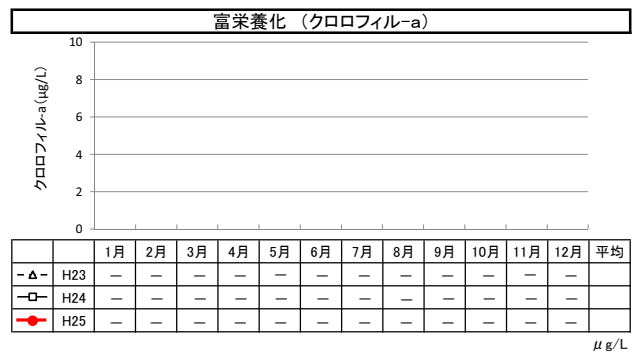 富栄養化 （クロロフィル-a）
クロロフィル-a(μg/L)
10
8
6
4
2
0
1月 2月 3月 4月 5月 6月 7月 8月 9月 10月 11月 12月 平均
H23 — — — — — — — — — — — —
H24 — — — — — — — — — — — —
H25 — — — — — — — — — — — —
μg/L